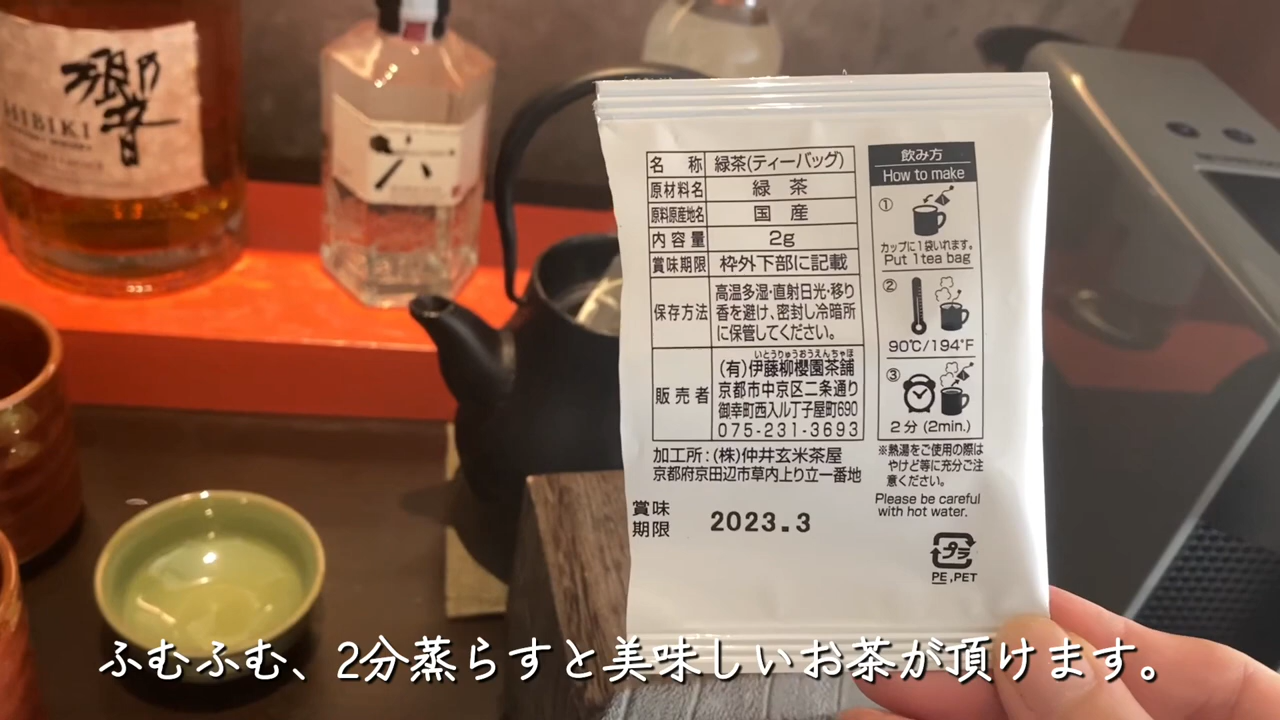 響
HIBIKI
六
名称 緑茶(ティーバッグ)
原材料名 緑茶
原料原産地名 国産
内容量 2g
賞味期限 枠外下部に記載
保存方法 高温多湿・直射日光・移り
香を避け、密封し冷暗所
に保管してください。
いとうりゅうおうえんちゃほ
販売者 (有)伊藤柳櫻園茶舗
京都市中京区二条通り
御幸町西入ル丁子屋町690
075-231-3693
加工所:(株)仲井玄米茶屋
京都府京田辺市草内上り立一番地
賞味
期限
2023.3
飲み方
How to make
①
カップに1袋いれます。
Put 1tea bag
②
90℃/194°F
③
2分 (2min.)
※熱湯をご使用の際は
やけど等に充分ご注
意ください。
Please be careful
with hot water.
プラ
PE,PET
ふむふむ、2分蒸らすと美味しいお茶が頂けます。